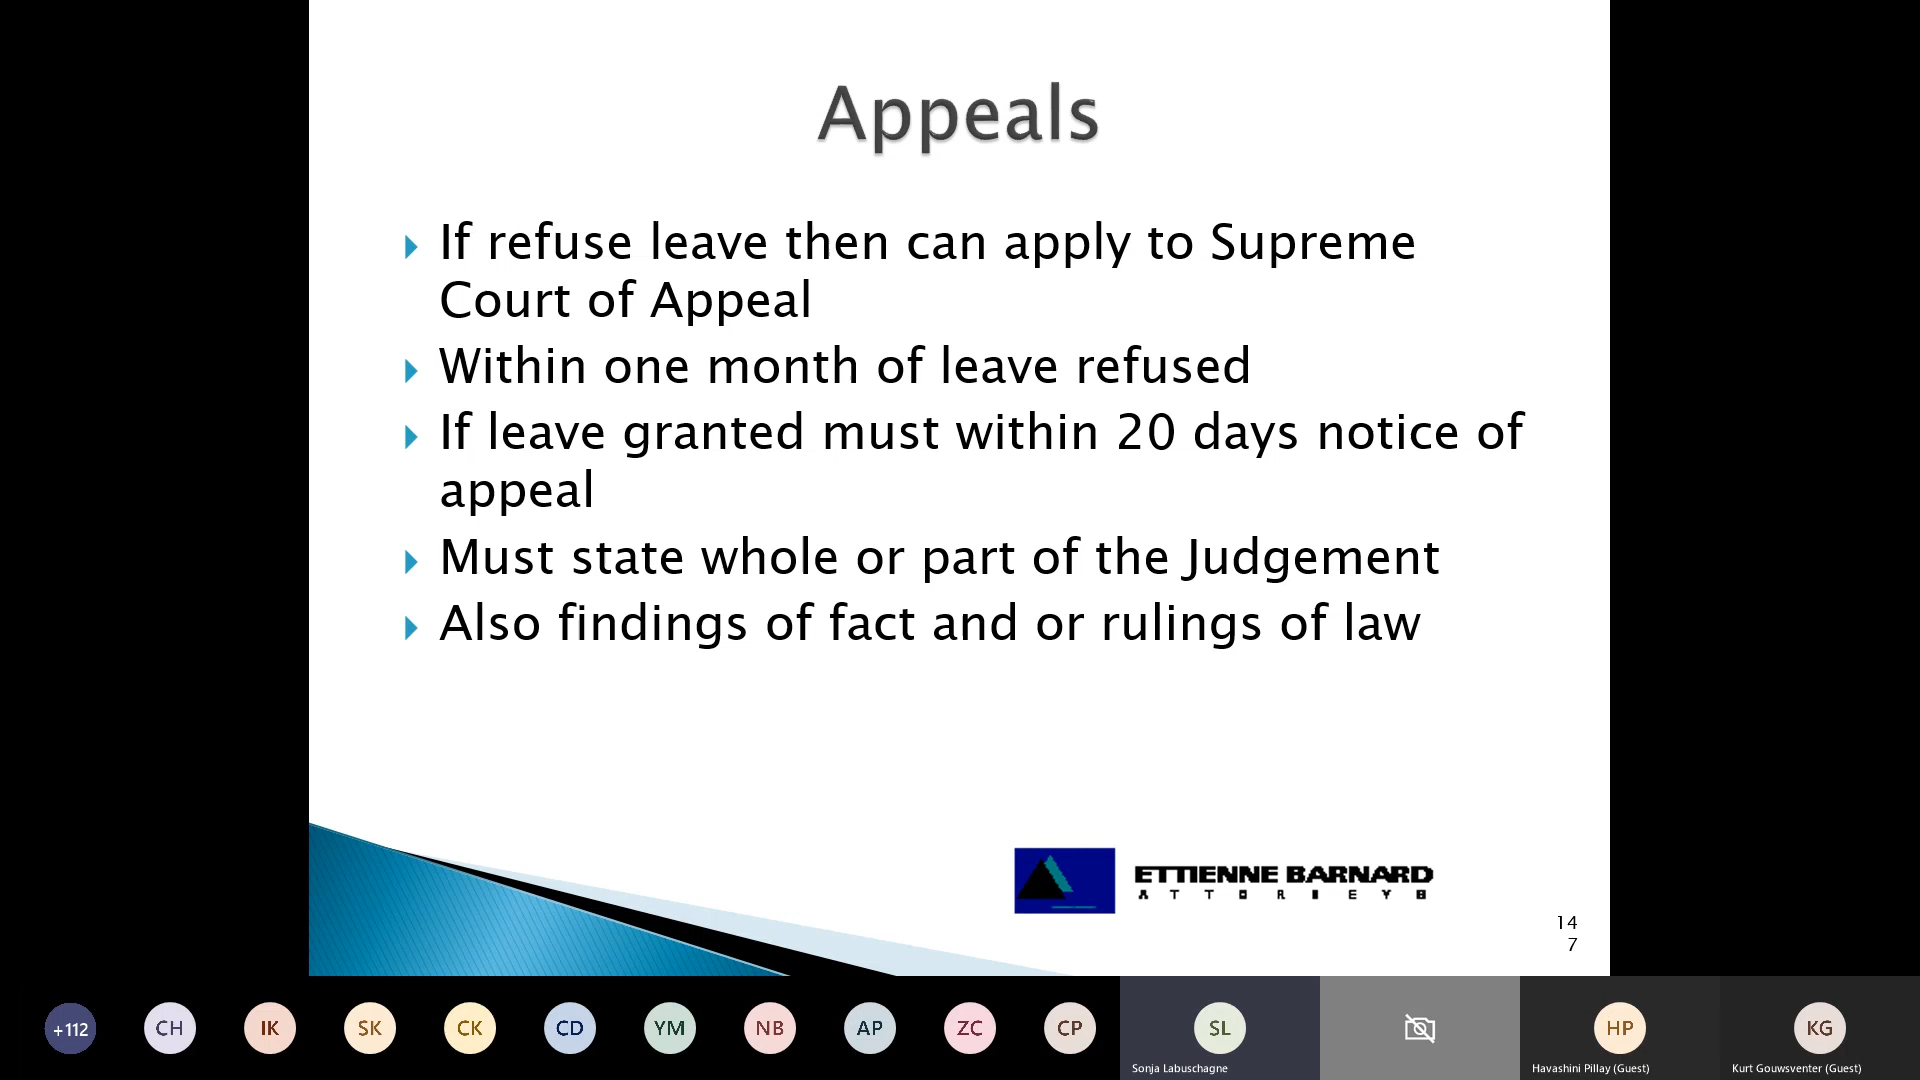 Appeals
If refuse leave then can apply to Supreme
Court of Appeal
Within one month of leave refused
If leave granted must within 20 days notice of
appeal
Must state whole or part of the Judgement
Also findings of fact and or rulings of law
ETTIENNE BARNARD
ATTORNEYS
14
7
+112 CH IK SK CK CD YM NB AP ZC CP SL HP KG
Sonja Labuschagne Havashini Pillay (Guest) Kurt Gouwsventer (Guest)